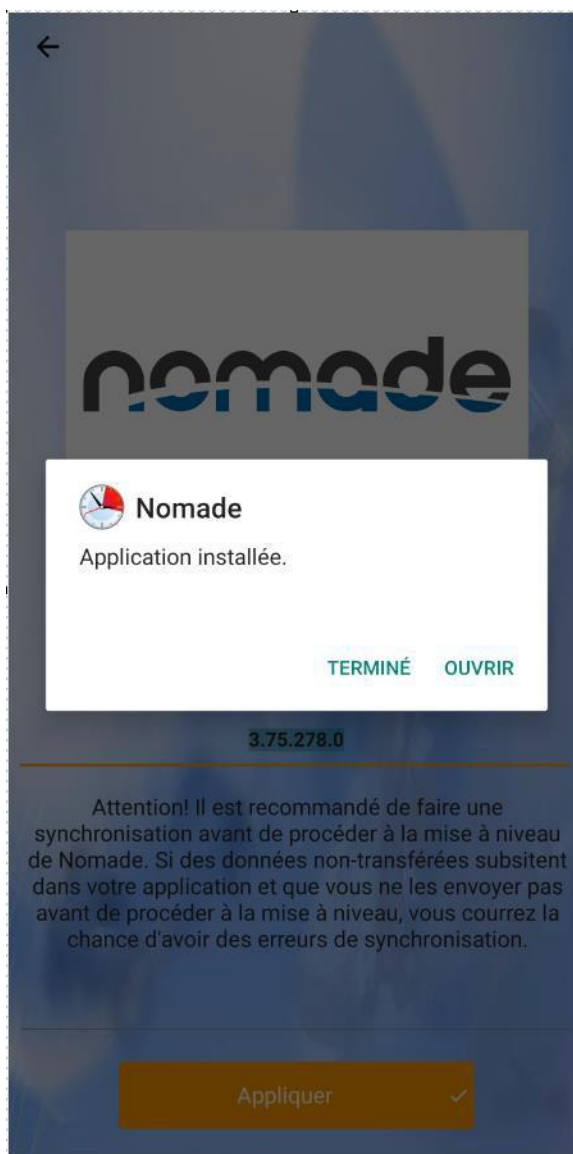 nomade
Nomade
Application installée.
TERMINÉ OUVRIR
3.75.278.0
Attention! Il est recommandé de faire une
synchronisation avant de procéder à la mise à niveau
de Nomade. Si des données non-transférées subsitent
dans votre application et que vous ne les envoyer pas
avant de procéder à la mise à niveau, vous courrez la
chance d'avoir des erreurs de synchronisation.
Appliquer